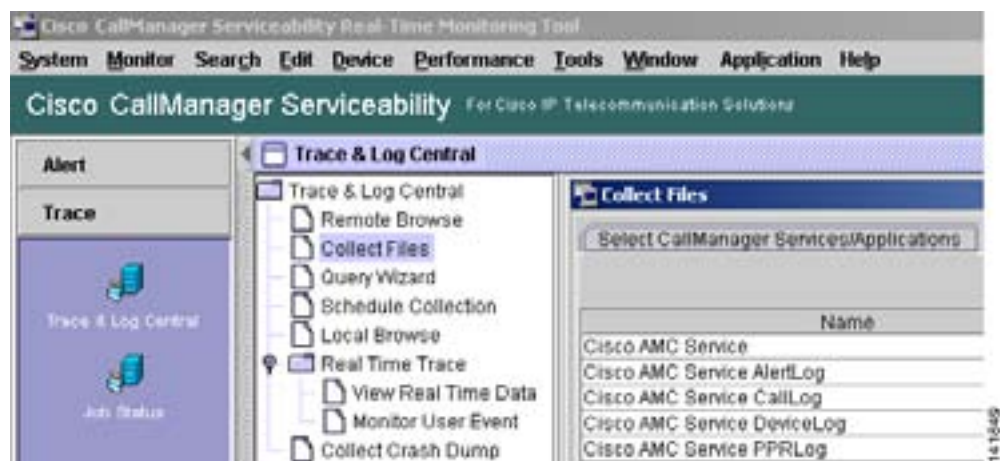 Cisco CallManager Serviceability Real-Time Monitoring Tool
System Monitor Search Edit Device Performance Tools Window Application Help
Cisco CallManager Serviceability For Cisco IP Telecommunication Solutions
Alert
Trace
Trace & Log Central
Job Status
Trace & Log Central
Trace & Log Central
Remote Browse
Collect Files
Query Wizard
Schedule Collection
Local Browse
Real Time Trace
View Real Time Data
Monitor User Event
Collect Crash Dump
Collect Files
Select CallManager Services/Applications
Name
Cisco AMC Service
Cisco AMC Service AlertLog
Cisco AMC Service CallLog
Cisco AMC Service DeviceLog
Cisco AMC Service PPRLog
141849